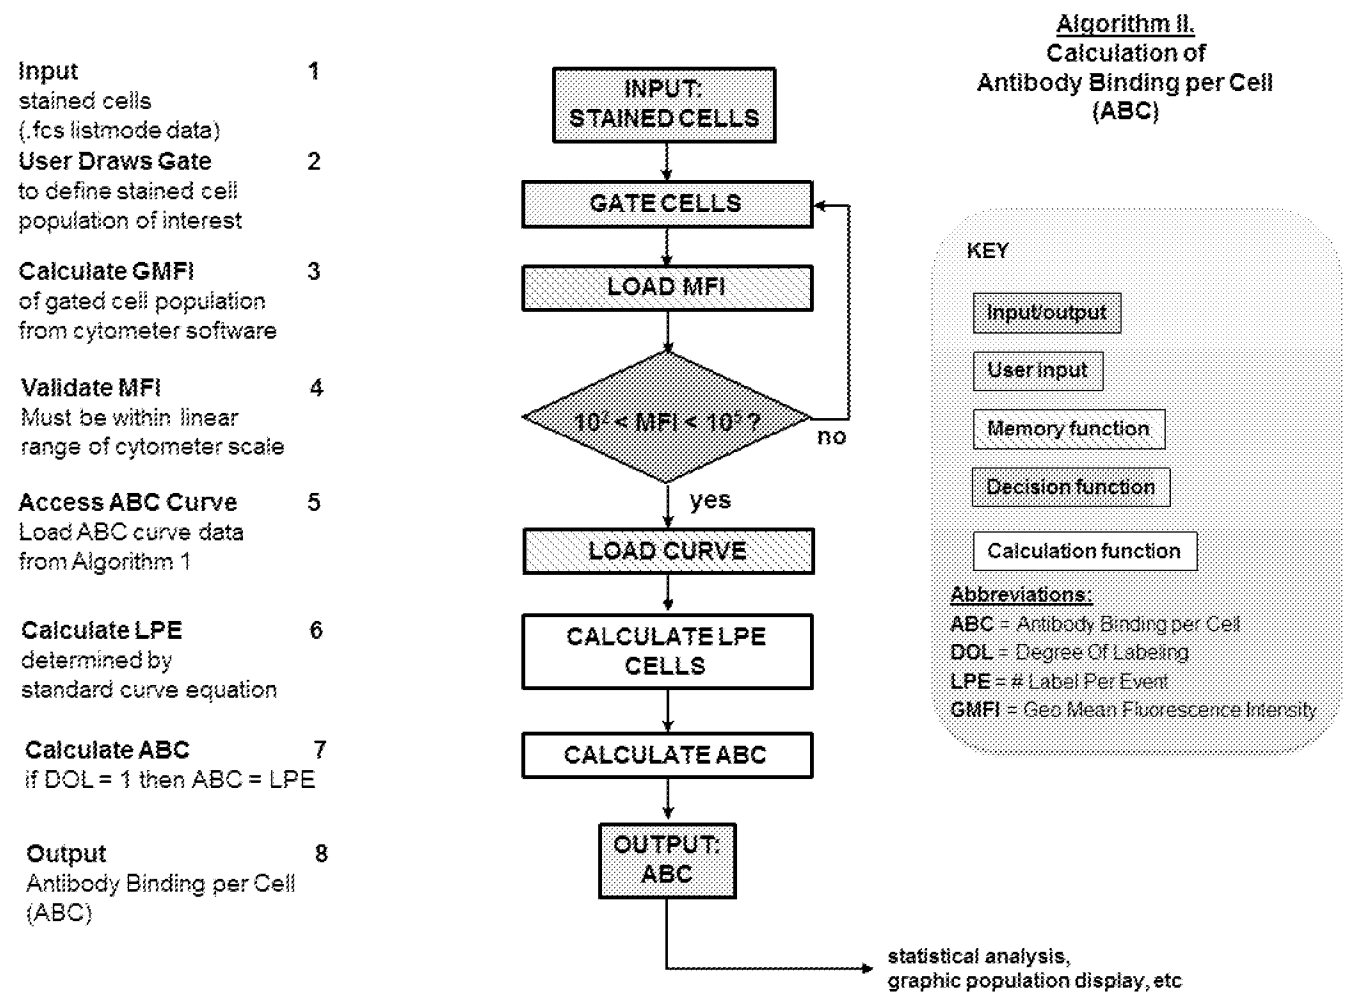 Algorithm II.
Calculation of
Antibody Binding per Cell
(ABC)
Input 1
stained cells
(.fcs listmode data)
User Draws Gate 2
to define stained cell
population of interest
Calculate GMFI 3
of gated cell population
from cytometer software
Validate MFI 4
Must be within linear
range of cytometer scale
Access ABC Curve 5
Load ABC curve data
from Algorithm 1
Calculate LPE 6
determined by
standard curve equation
Calculate ABC 7
if DOL = 1 then ABC = LPE
Output 8
Antibody Binding per Cell
(ABC)
INPUT:
STAINED CELLS
GATE CELLS
LOAD MFI
10² < MFI < 10⁵ ?
no
yes
LOAD CURVE
CALCULATE LPE
CELLS
CALCULATE ABC
OUTPUT:
ABC
statistical analysis,
graphic population display, etc
KEY
Input/output
User input
Memory function
Decision function
Calculation function
Abbreviations:
ABC = Antibody Binding per Cell
DOL = Degree Of Labeling
LPE = # Label Per Event
GMFI = Geo Mean Fluorescence Intensity